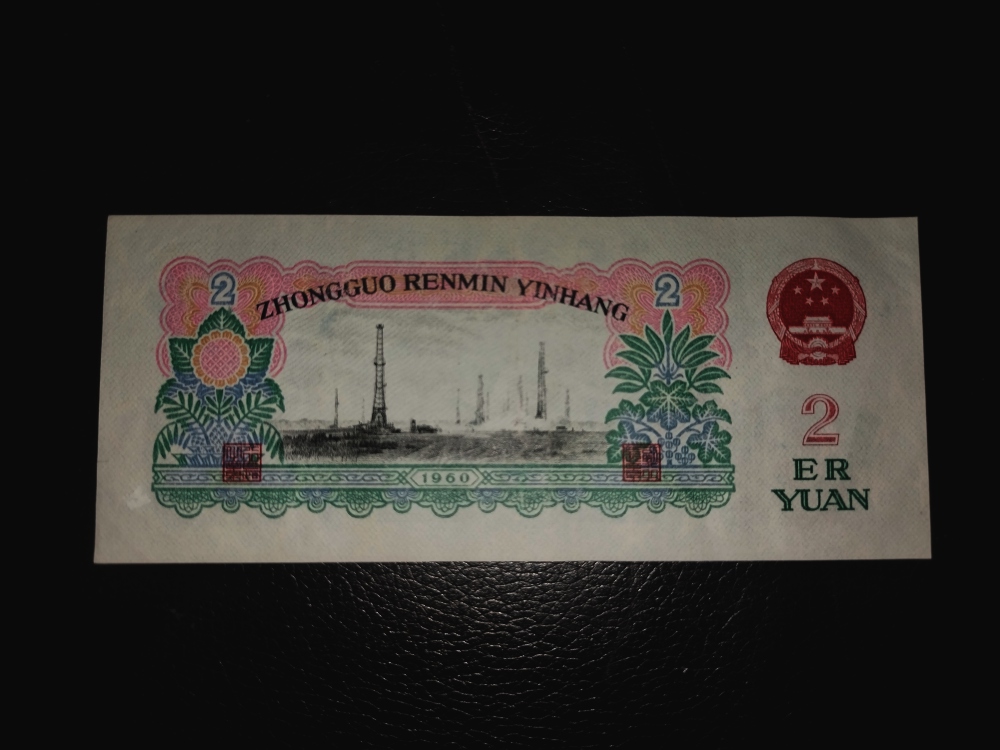 2
ZHONGGUO RENMIN YINHANG
2
1960
2
ER
YUAN